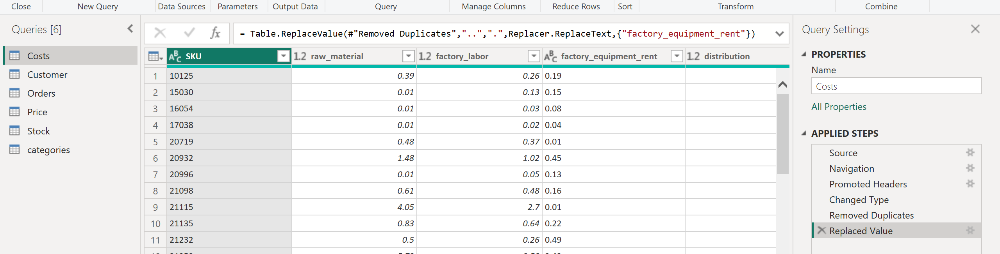 Close New Query Data Sources Parameters Output Data Query Manage Columns Reduce Rows Sort Transform Combine
Queries [6]
Costs
Customer
Orders
Price
Stock
categories
fx = Table.ReplaceValue(#"Removed Duplicates","..",".",Replacer.ReplaceText,{"factory_equipment_rent"})
ABC SKU 1.2 raw_material 1.2 factory_labor ABC factory_equipment_rent 1.2 distribution
1 10125 0.39 0.26 0.19
2 15030 0.01 0.13 0.15
3 16054 0.01 0.03 0.08
4 17038 0.01 0.02 0.04
5 20719 0.48 0.37 0.01
6 20932 1.48 1.02 0.45
7 20996 0.01 0.05 0.13
8 21098 0.61 0.48 0.16
9 21115 4.05 2.7 0.01
10 21135 0.83 0.64 0.22
11 21232 0.5 0.26 0.49
Query Settings
PROPERTIES
Name
Costs
All Properties
APPLIED STEPS
Source
Navigation
Promoted Headers
Changed Type
Removed Duplicates
Replaced Value